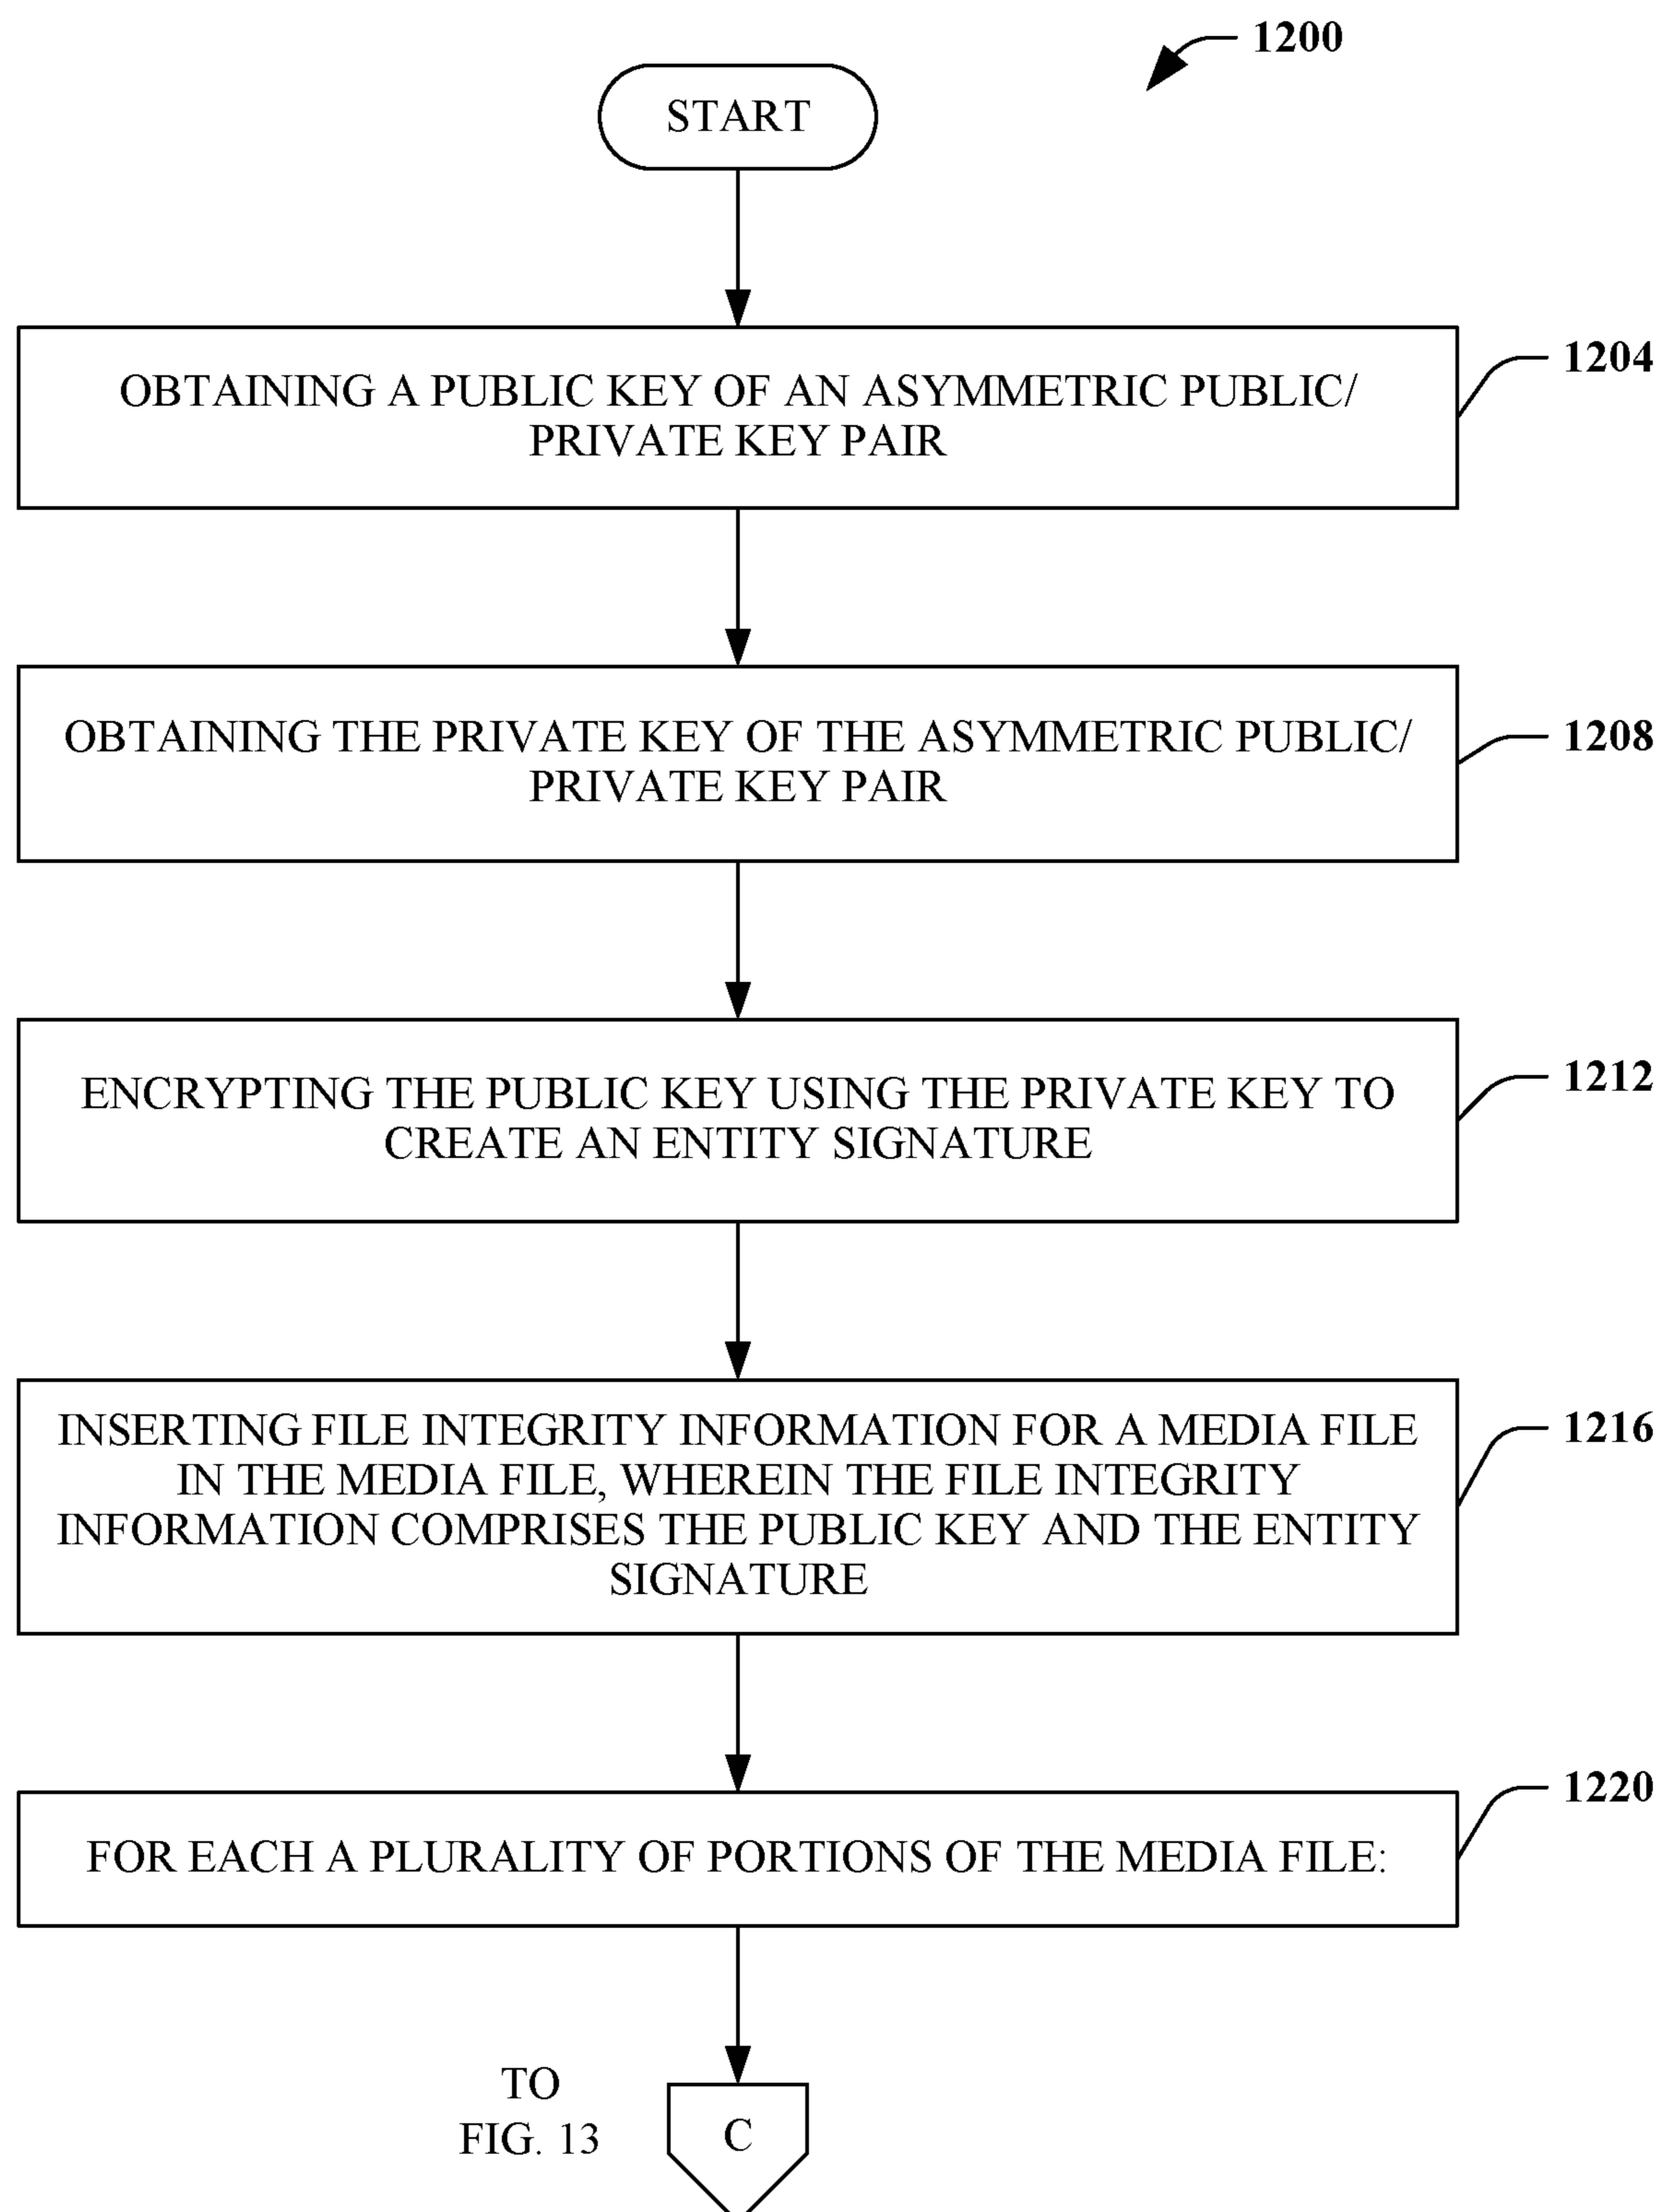 1200
START
1204
OBTAINING A PUBLIC KEY OF AN ASYMMETRIC PUBLIC/
PRIVATE KEY PAIR
1208
OBTAINING THE PRIVATE KEY OF THE ASYMMETRIC PUBLIC/
PRIVATE KEY PAIR
1212
ENCRYPTING THE PUBLIC KEY USING THE PRIVATE KEY TO
CREATE AN ENTITY SIGNATURE
1216
INSERTING FILE INTEGRITY INFORMATION FOR A MEDIA FILE
IN THE MEDIA FILE, WHEREIN THE FILE INTEGRITY
INFORMATION COMPRISES THE PUBLIC KEY AND THE ENTITY
SIGNATURE
1220
FOR EACH A PLURALITY OF PORTIONS OF THE MEDIA FILE:
TO
FIG. 13
C